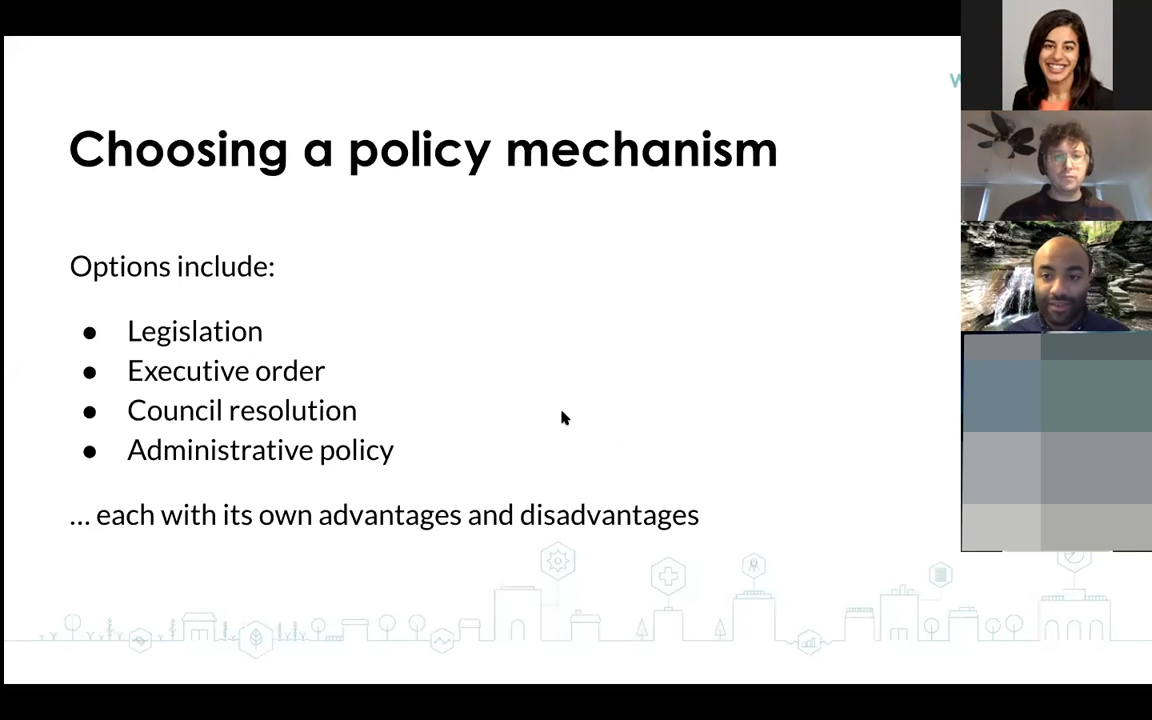 Choosing a policy mechanism
Options include:
● Legislation
● Executive order
● Council resolution
● Administrative policy
... each with its own advantages and disadvantages